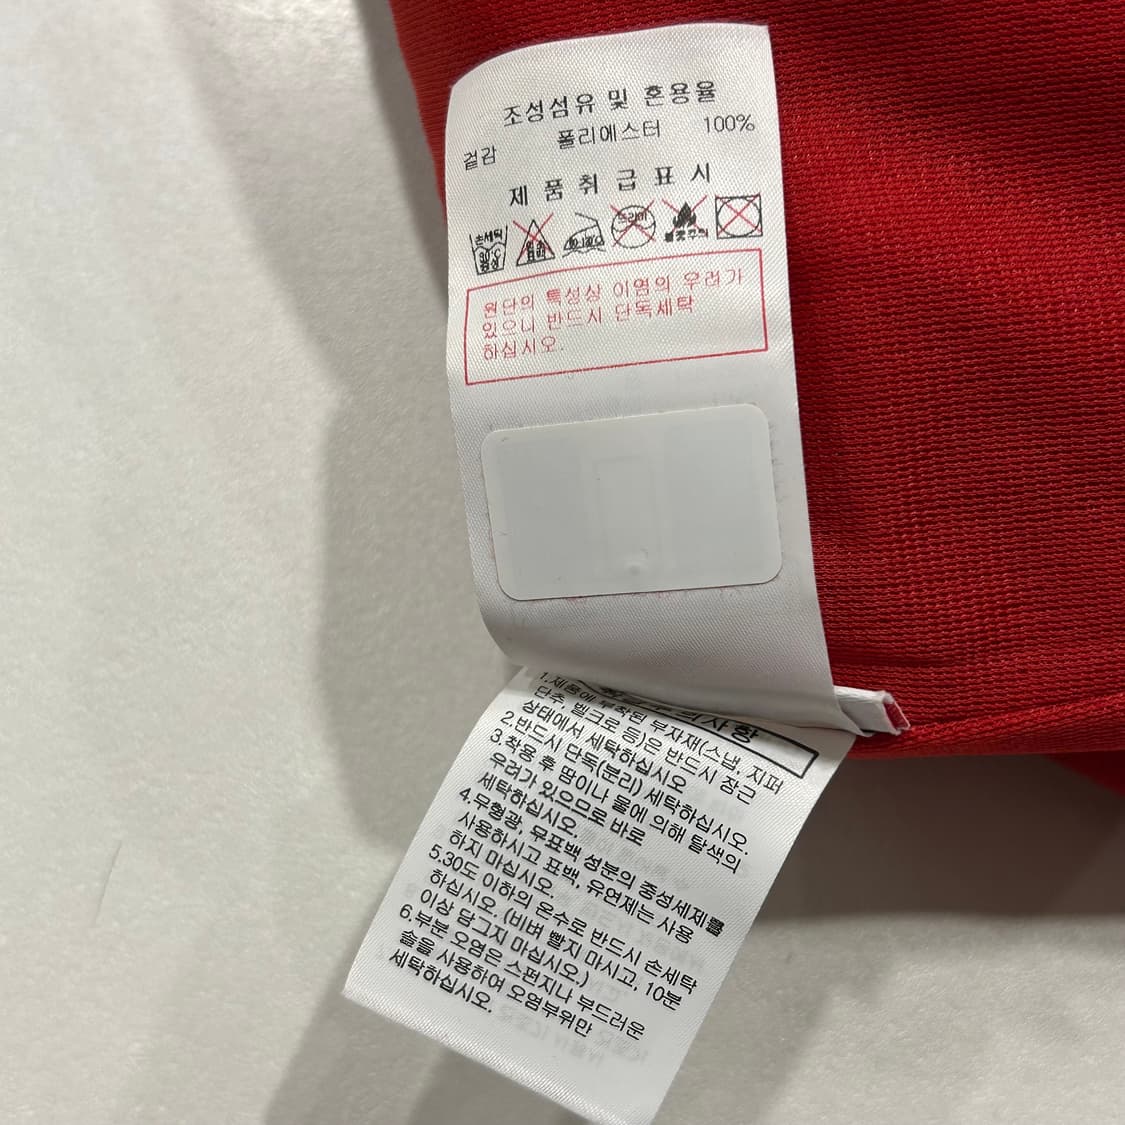 조성섬유 및 혼용율
겉감 폴리에스터 100%
제 품 취 급 표 시
손세탁 30℃ 중성 염소 표백 80-120℃ 드라이 불꽃주의
원단의 특성상 이염의 우려가
있으니 반드시 단독세탁
하십시오.
1.제품에 부착된 부자재(스냅, 지퍼
단추, 벨크로 등)은 반드시 잠근
상태에서 세탁하십시오
2.반드시 단독(분리) 세탁하십시오.
3.착용 후 땀이나 물에 의해 탈색의
우려가 있으므로 바로
세탁하십시오.
4.무형광, 무표백 성분의 중성세제를
사용하시고 표백, 유연제는 사용
하지 마십시오.
5.30도 이하의 온수로 반드시 손세탁
하십시오. (비벼 빨지 마시고, 10분
이상 담그지 마십시오.)
6.부분 오염은 스펀지나 부드러운
솔을 사용하여 오염부위만
세탁하십시오.